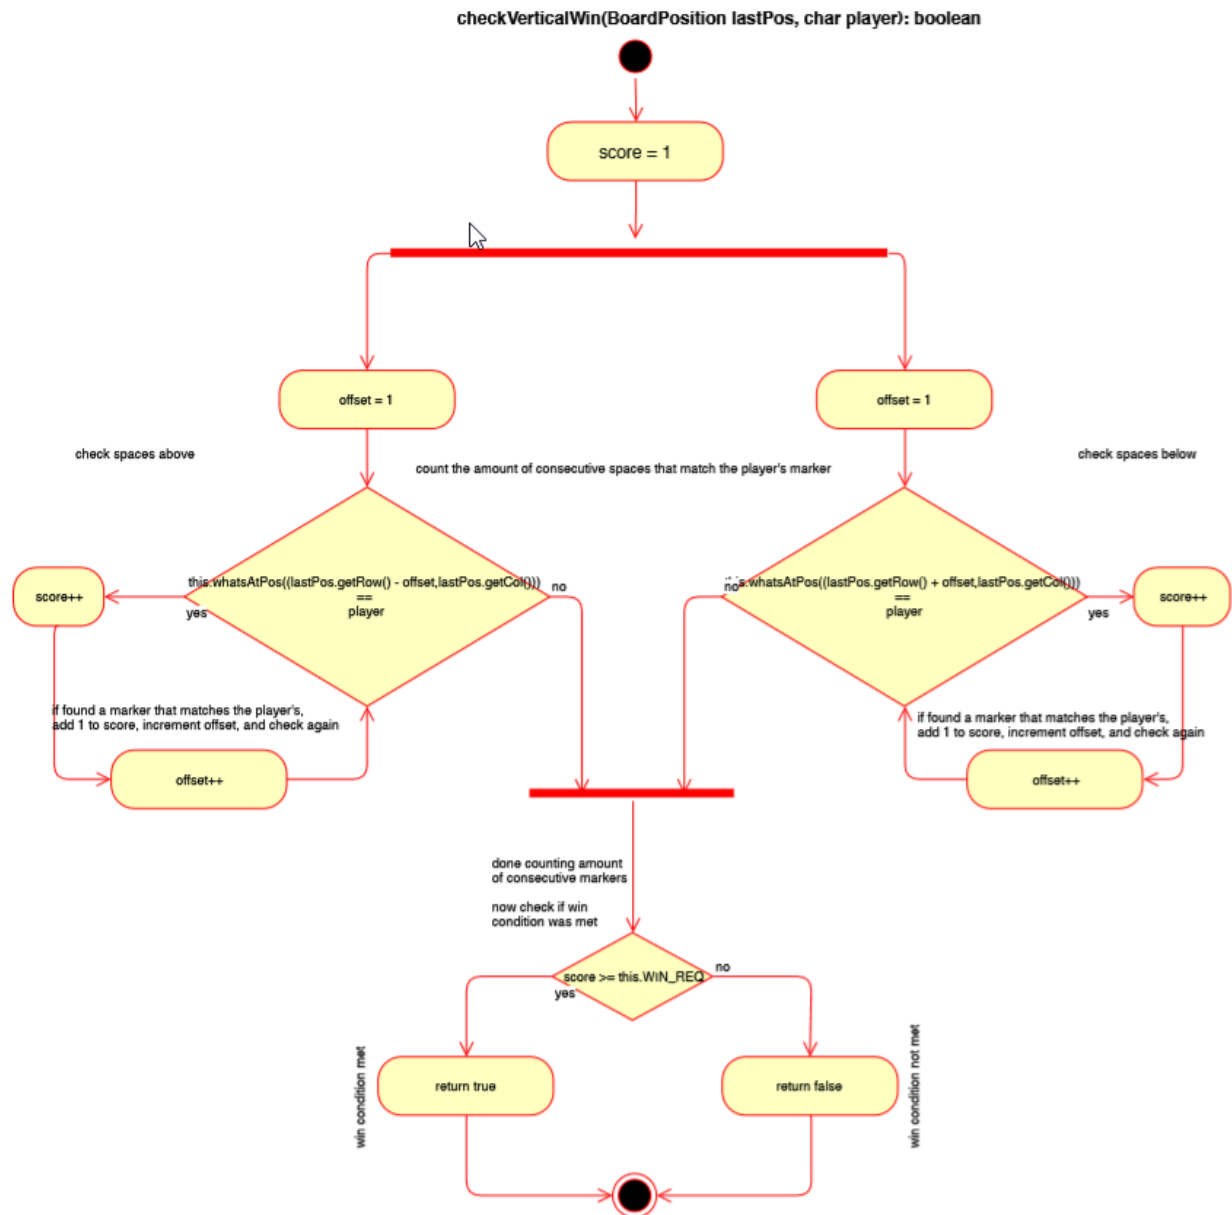 checkVerticalWin(BoardPosition lastPos, char player): boolean
score = 1
offset = 1
offset = 1
check spaces above
count the amount of consecutive spaces that match the player's marker
check spaces below
this.whatsAtPos((lastPos.getRow() - offset,lastPos.getCol()))
==
player
no
yes
score++
if found a marker that matches the player's,
add 1 to score, increment offset, and check again
offset++
.whatsAtPos((lastPos.getRow() + offset,lastPos.getCol()))
==
player
no
yes
score++
if found a marker that matches the player's,
add 1 to score, increment offset, and check again
offset++
done counting amount
of consecutive markers
now check if win
condition was met
score >= this.WIN_REQ
no
yes
win condition met
return true
return false
win condition not met